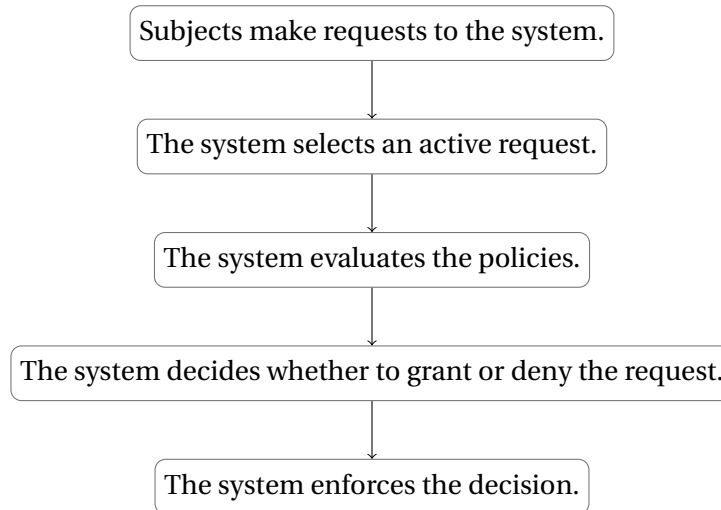 Subjects make requests to the system.
The system selects an active request.
The system evaluates the policies.
The system decides whether to grant or deny the request.
The system enforces the decision.